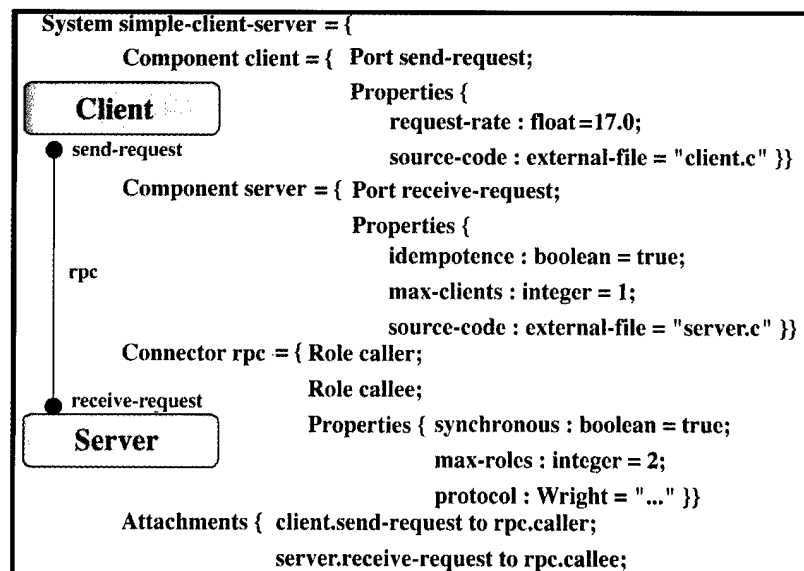 System simple-client-server = {
Component client = { Port send-request;
Properties {
request-rate : float=17.0;
source-code : external-file = "client.c" }}
Client
send-request
Component server = { Port receive-request;
Properties {
idempotence : boolean = true;
max-clients : integer = 1;
source-code : external-file = "server.c" }}
rpc
Connector rpc = { Role caller;
Role callee;
receive-request
Server
Properties { synchronous : boolean = true;
max-roles : integer = 2;
protocol : Wright = "..." }}
Attachments { client.send-request to rpc.caller;
server.receive-request to rpc.callee;